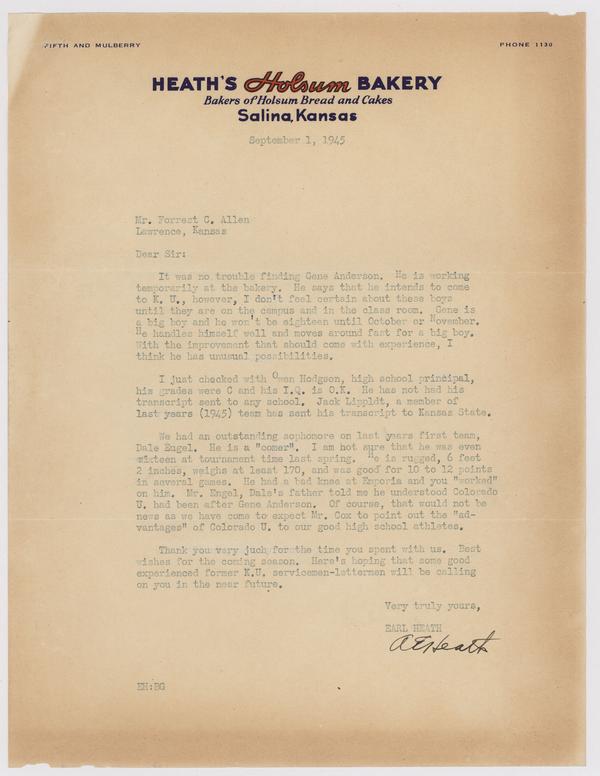 FIFTH AND MULBERRY
PHONE 1130
HEATH'S Holsum BAKERY
Bakers of Holsum Bread and Cakes
Salina, Kansas
September 1, 1945
Mr. Forrest C. Allen
Lawrence, Kansas
Dear Sir:
It was no trouble finding Gene Anderson. He is working
temporarily at the bakery. He says that he intends to come
to K. U., however, I don't feel certain about these boys
until they are on the campus and in the class room. Gene is
a big boy and he won't be eighteen until October or November.
He handles himself well and moves around fast for a big boy.
With the improvement that should come with experience, I
think he has unusual possibilities.
I just checked with Owen Hodgson, high school principal,
his grades were C and his I.Q. is O.K. He has not had his
transcript sent to any school. Jack Lippldt, a member of
last years (1945) team has sent his transcript to Kansas State.
We had an outstanding sophomore on last years first team,
Dale Engel. He is a "comer". I am hot sure that he was even
wixteen at tournament time last spring. He is rugged, 6 feet
2 inches, weighs at least 170, and was good for 10 to 12 points
in several games. He had a bad knee at Emporia and you "worked"
on him. Mr. Engel, Dale's father told me he understood Colorado
U. had been after Gene Anderson. Of course, that would not be
news as we have come to expect Mr. Cox to point out the "ad-
vantages" of Colorado U. to our good high school athletes.
Thank you very juch for the time you spent with us. Best
wishes for the coming season. Here's hoping that some good
experienced former K.U. servicemen-lettermen will be calling
on you in the near future.
Very truly yours,
EARL HEATH
A E Heath
EH:BG